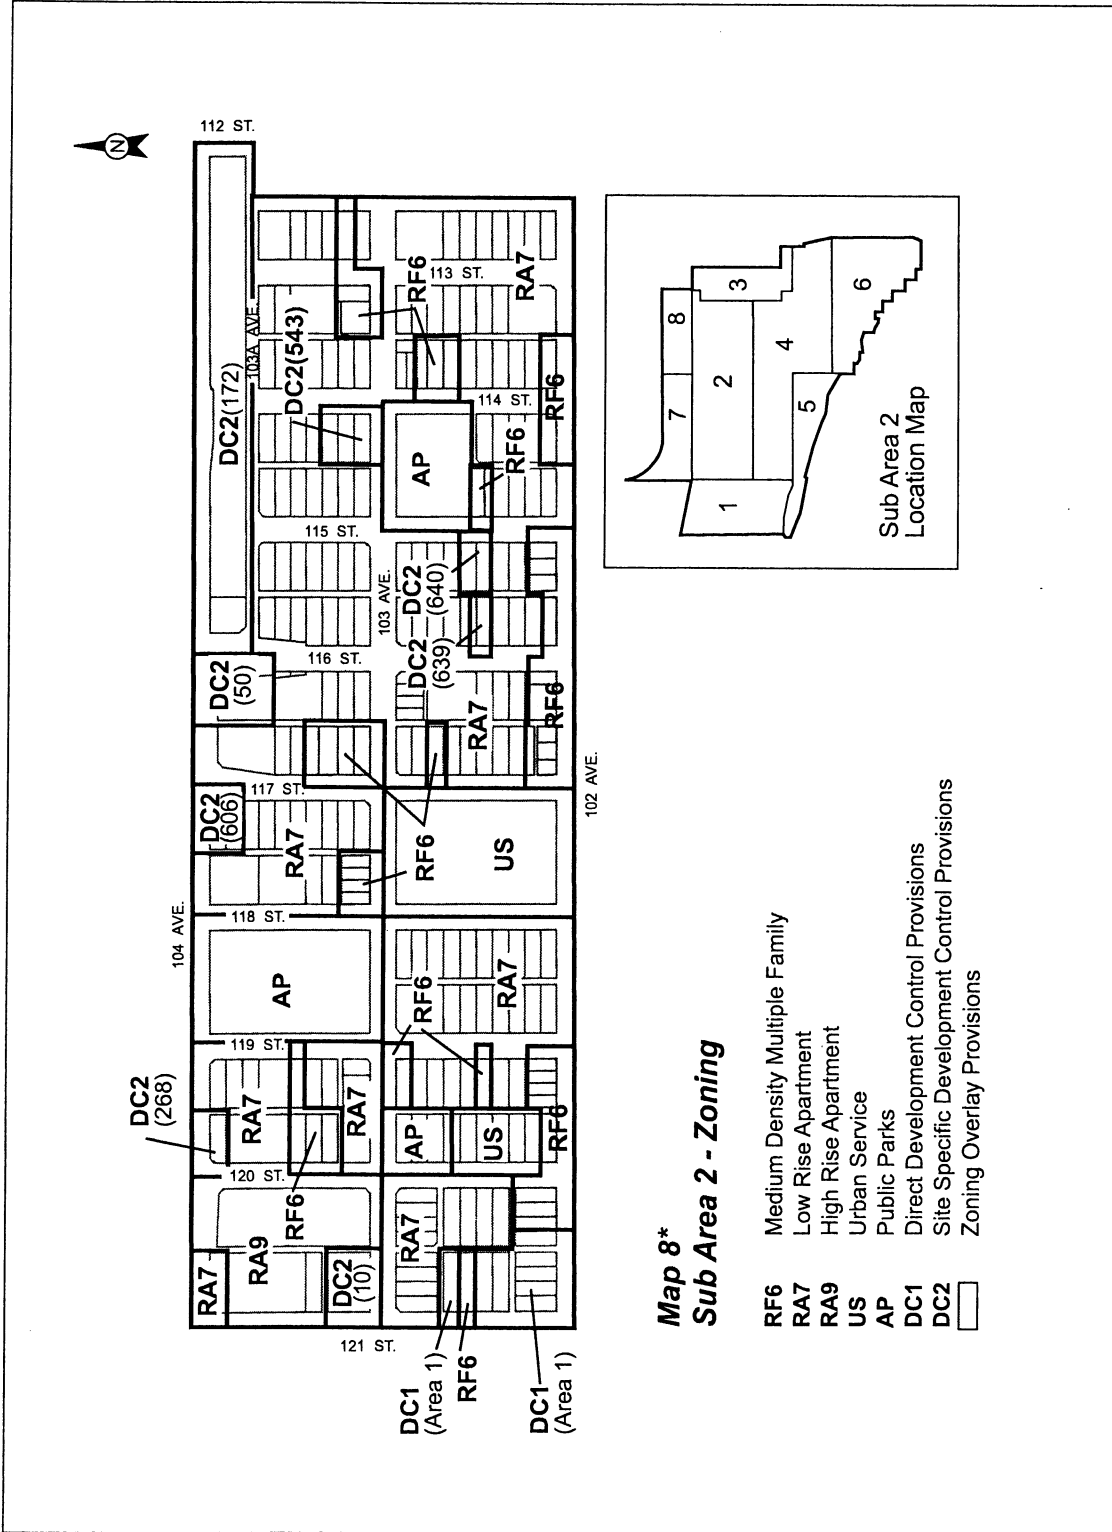 N
112 ST.
104 AVE.
DC2
(268)
RA7
RA9
DC2
(10)
121 ST.
120 ST.
RF6
RA7
RA7
119 ST.
AP
118 ST.
RA7
DC2
(606)
117 ST.
RF6
DC2
(50)
116 ST.
DC2(172)
103A AVE.
DC2(543)
115 ST.
103 AVE.
113 ST.
114 ST.
RF6
RA7
RF6
RF6
AP
DC2
(640)
DC2
(639)
RA7
RF6
US
RF6
RA7
AP
US
RF6
RA7
DC1
(Area 1)
RF6
DC1
(Area 1)
102 AVE.
Map 8*
Sub Area 2 - Zoning
RF6 Medium Density Multiple Family
RA7 Low Rise Apartment
RA9 High Rise Apartment
US Urban Service
AP Public Parks
DC1 Direct Development Control Provisions
DC2 Site Specific Development Control Provisions
Zoning Overlay Provisions
1
2
3
4
5
6
7
8
Sub Area 2
Location Map